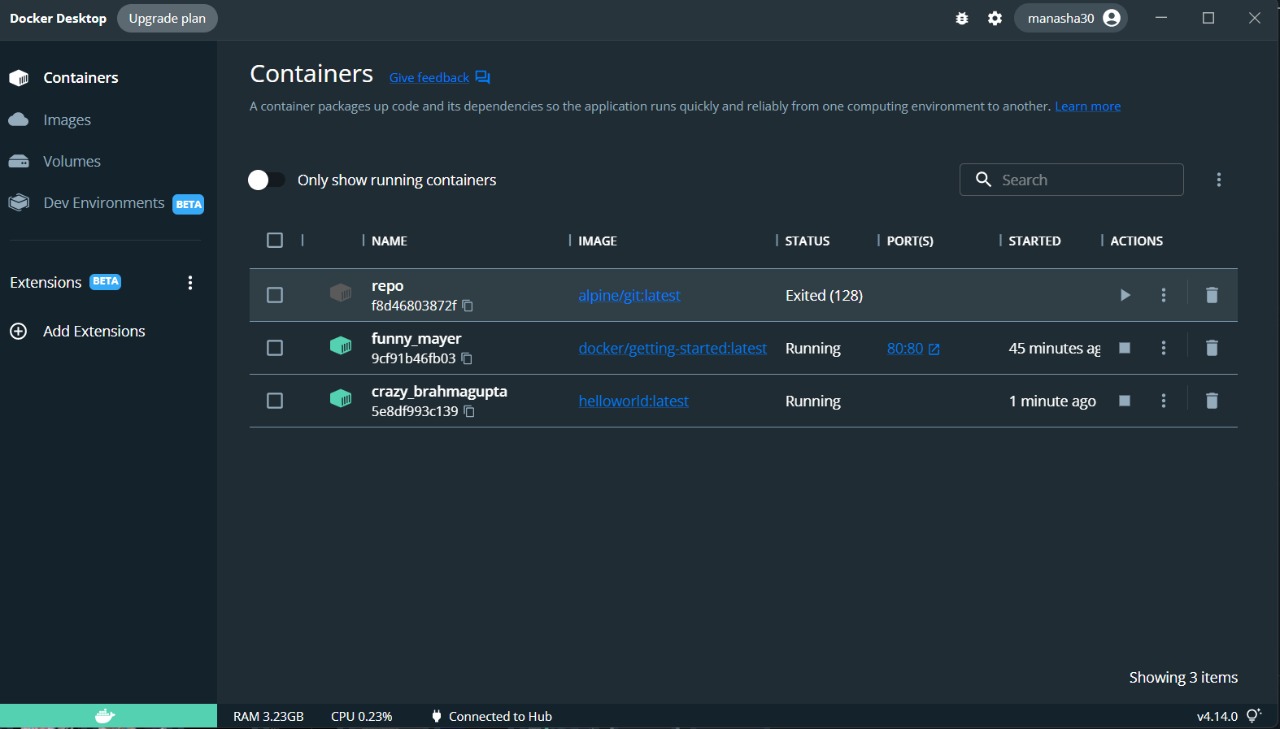 Docker Desktop Upgrade plan manasha30
Containers
Images
Volumes
Dev Environments BETA
Extensions BETA
Add Extensions
Containers Give feedback
A container packages up code and its dependencies so the application runs quickly and reliably from one computing environment to another. Learn more
Only show running containers Search
NAME IMAGE STATUS PORT(S) STARTED ACTIONS
repo
f8d46803872f alpine/git:latest Exited (128)
funny_mayer
9cf91b46fb03 docker/getting-started:latest Running 80:80 45 minutes ag
crazy_brahmagupta
5e8df993c139 helloworld:latest Running 1 minute ago
Showing 3 items
RAM 3.23GB CPU 0.23% Connected to Hub v4.14.0